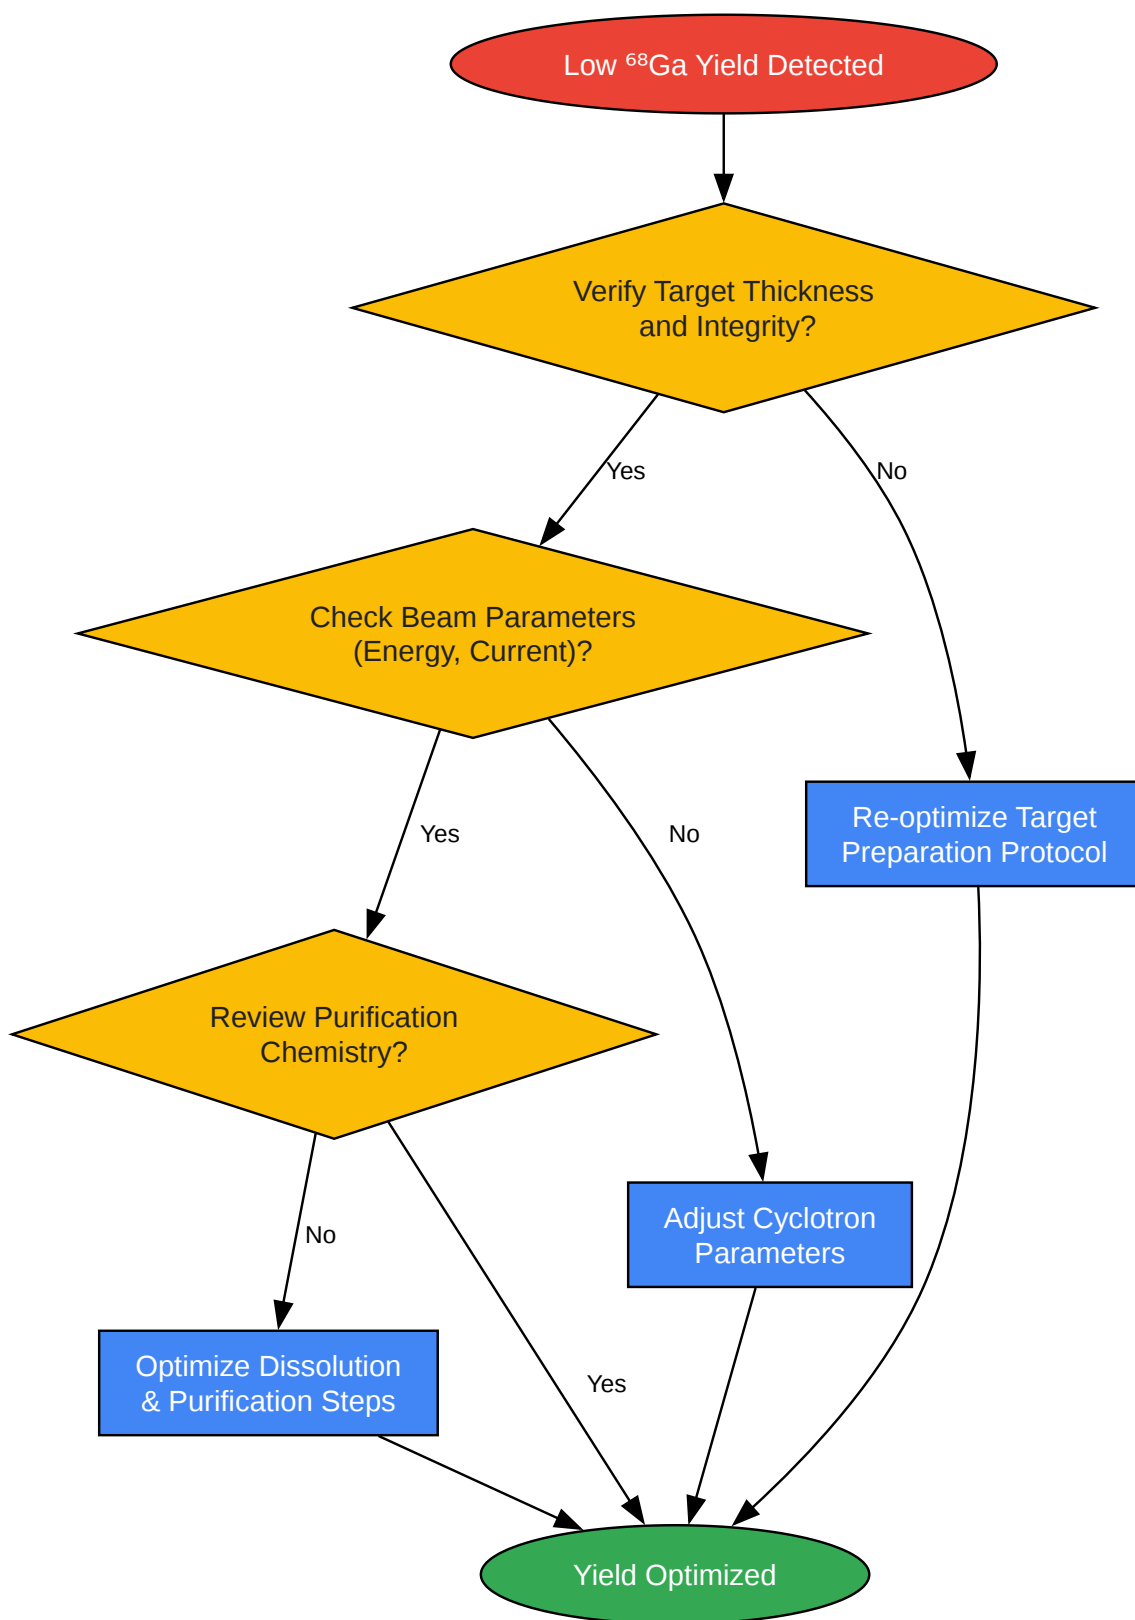 Low ⁶⁸Ga Yield Detected
Verify Target Thickness
and Integrity?
Yes
No
Check Beam Parameters
(Energy, Current)?
Re-optimize Target
Preparation Protocol
Yes
No
Review Purification
Chemistry?
Adjust Cyclotron
Parameters
No
Optimize Dissolution
& Purification Steps
Yes
Yield Optimized